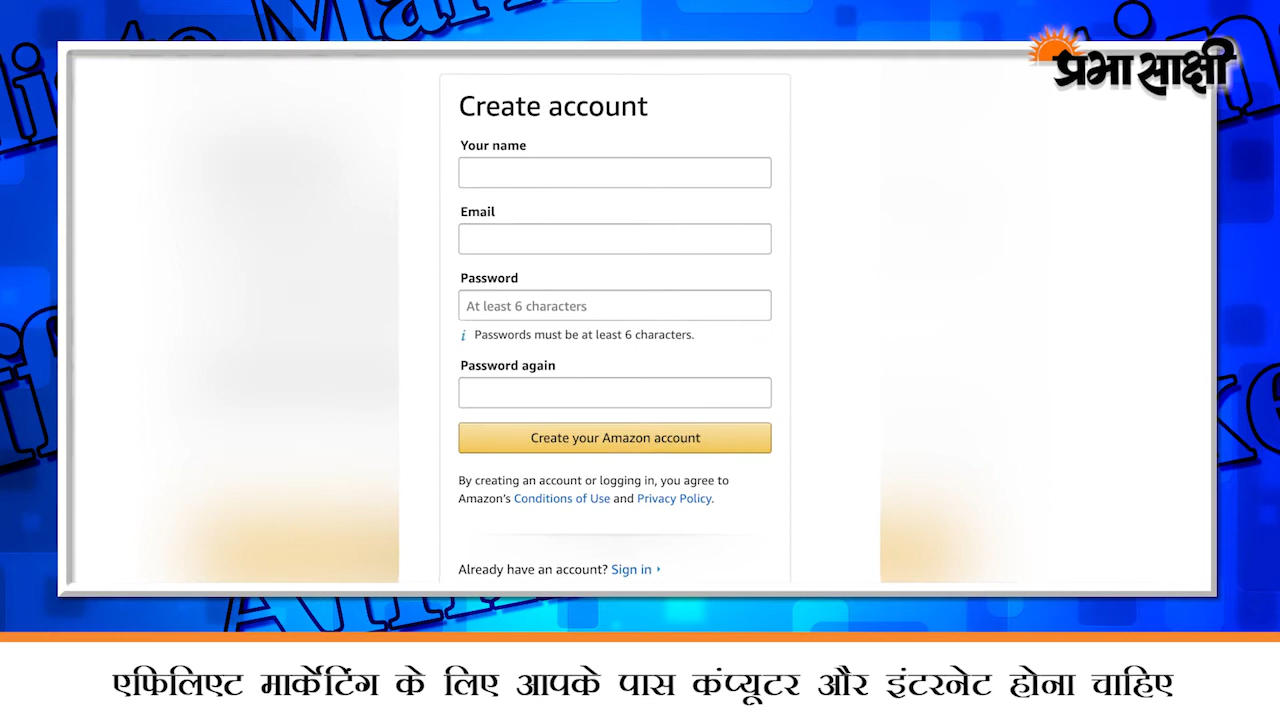 प्रभासाक्षी
Create account
Your name
Email
Password
At least 6 characters
i Passwords must be at least 6 characters.
Password again
Create your Amazon account
By creating an account or logging in, you agree to
Amazon's Conditions of Use and Privacy Policy.
Already have an account? Sign in
एफिलिएट मार्केटिंग के लिए आपके पास कंप्यूटर और इंटरनेट होना चाहिए